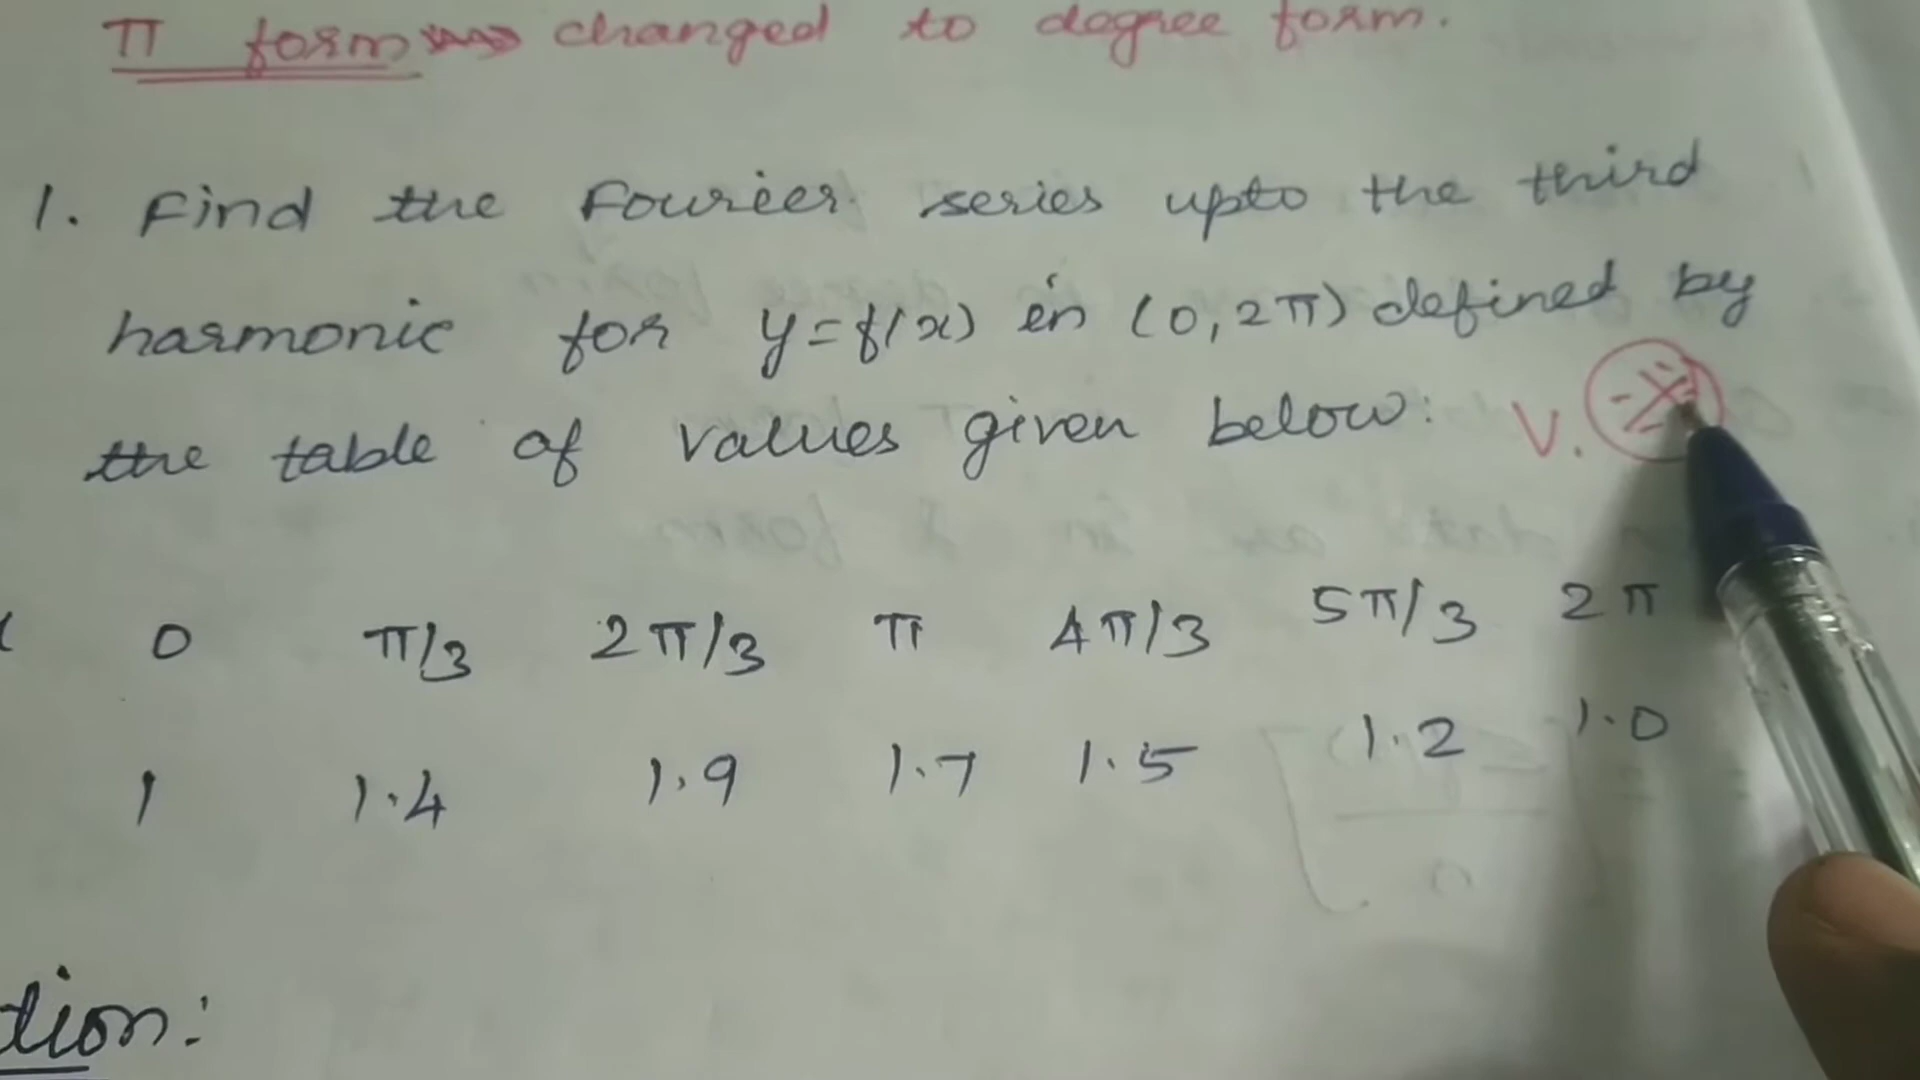 π form changed to degree form.
1. Find the Fourier series upto the third
harmonic for y=f(x) in (0,2π) defined by
the table of values given below: V.
0 π/3 2π/3 π 4π/3 5π/3 2π
1 1.4 1.9 1.7 1.5 1.2 1.0
tion: